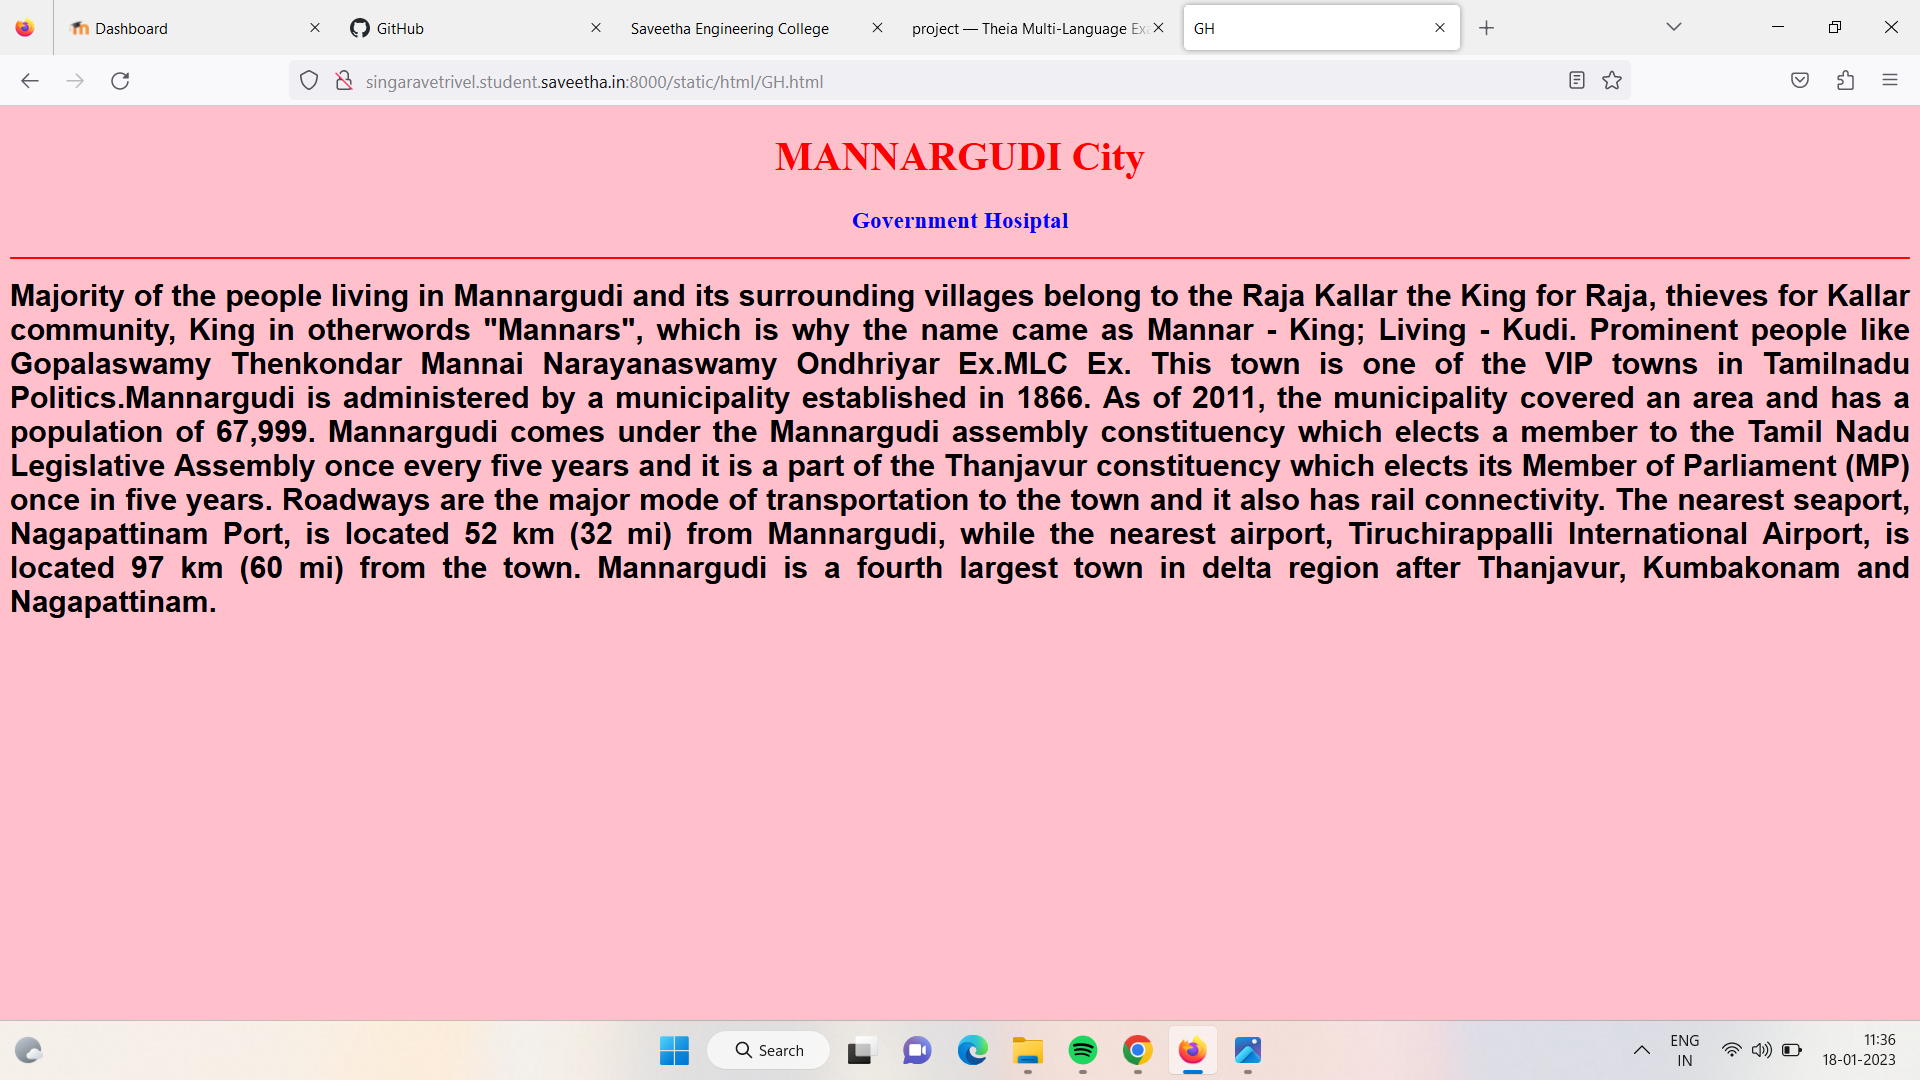 Dashboard
GitHub
Saveetha Engineering College
project — Theia Multi-Language Ex
GH
singaravetrivel.student.saveetha.in:8000/static/html/GH.html
MANNARGUDI City
Government Hosiptal
Majority of the people living in Mannargudi and its surrounding villages belong to the Raja Kallar the King for Raja, thieves for Kallar
community, King in otherwords "Mannars", which is why the name came as Mannar - King; Living - Kudi. Prominent people like
Gopalaswamy Thenkondar Mannai Narayanaswamy Ondhriyar Ex.MLC Ex. This town is one of the VIP towns in Tamilnadu
Politics.Mannargudi is administered by a municipality established in 1866. As of 2011, the municipality covered an area and has a
population of 67,999. Mannargudi comes under the Mannargudi assembly constituency which elects a member to the Tamil Nadu
Legislative Assembly once every five years and it is a part of the Thanjavur constituency which elects its Member of Parliament (MP)
once in five years. Roadways are the major mode of transportation to the town and it also has rail connectivity. The nearest seaport,
Nagapattinam Port, is located 52 km (32 mi) from Mannargudi, while the nearest airport, Tiruchirappalli International Airport, is
located 97 km (60 mi) from the town. Mannargudi is a fourth largest town in delta region after Thanjavur, Kumbakonam and
Nagapattinam.
Search
ENG
IN
11:36
18-01-2023